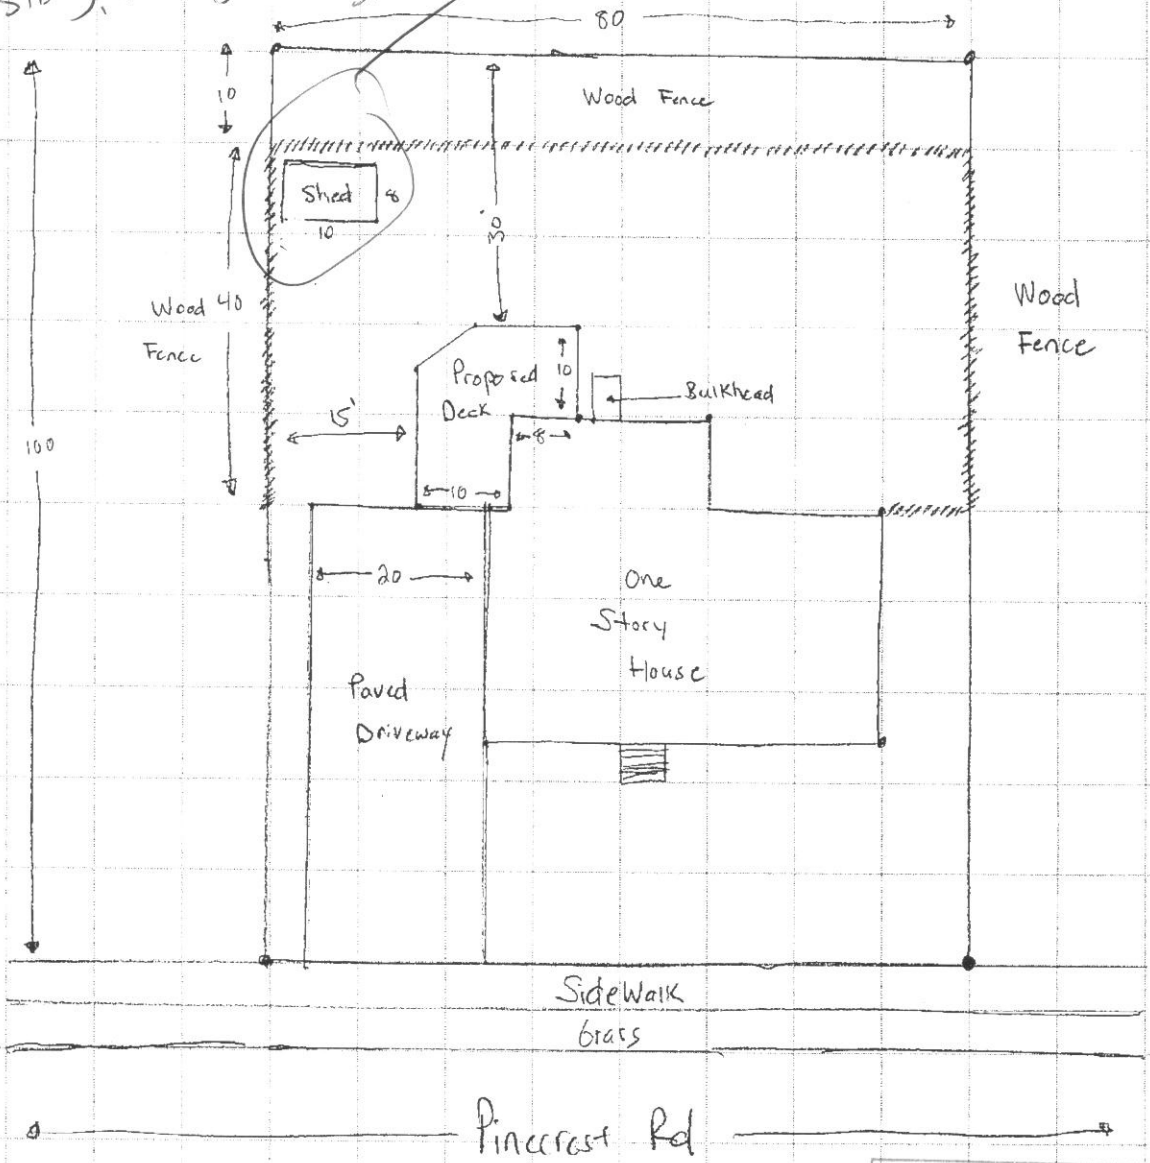 80
10
Wood Fence
Shed
8
10
30'
Wood
Fence
40
Wood
Fence
Proposed
Deck
10
Bulkhead
15'
8
100
10
20
One
Story
House
Paved
Driveway
SideWalk
Grass
Pinecrest Rd